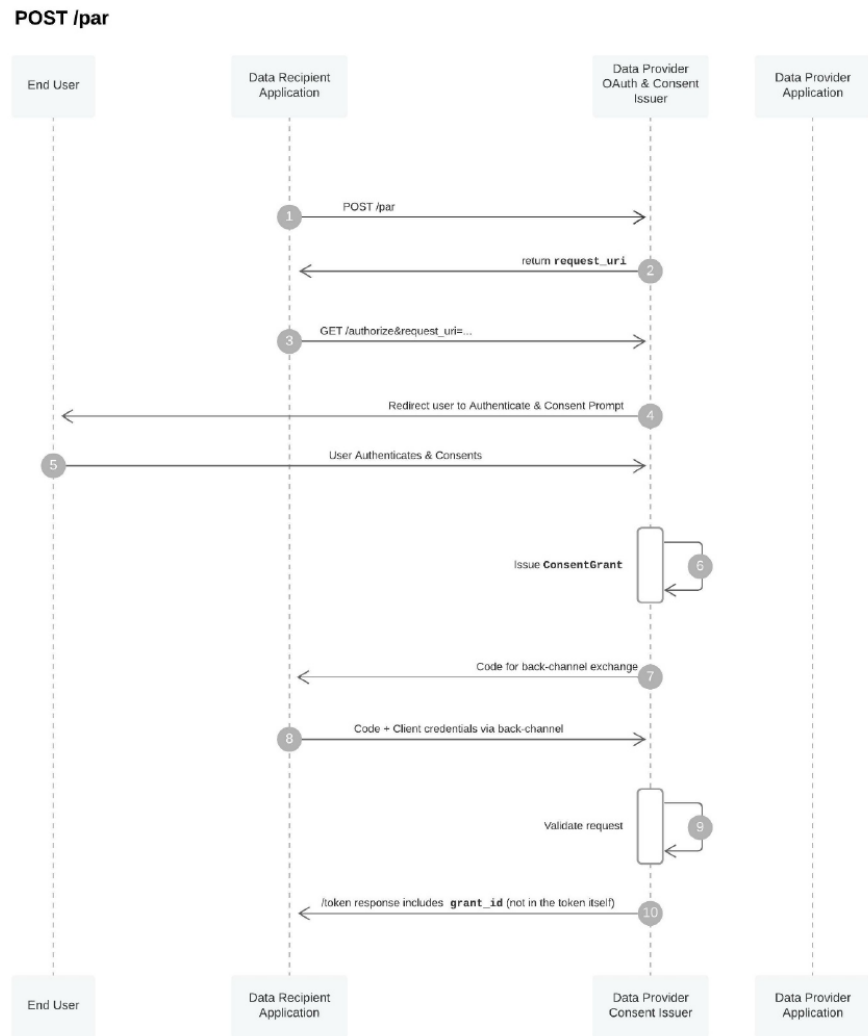 POST /par
End User
Data Recipient
Application
Data Provider
OAuth & Consent
Issuer
Data Provider
Application
1
POST /par
return request_uri
2
3
GET /authorize&request_uri=...
Redirect user to Authenticate & Consent Prompt
4
5
User Authenticates & Consents
Issue ConsentGrant
6
Code for back-channel exchange
7
8
Code + Client credentials via back-channel
Validate request
9
/token response includes grant_id (not in the token itself)
10
End User
Data Recipient
Application
Data Provider
Consent Issuer
Data Provider
Application